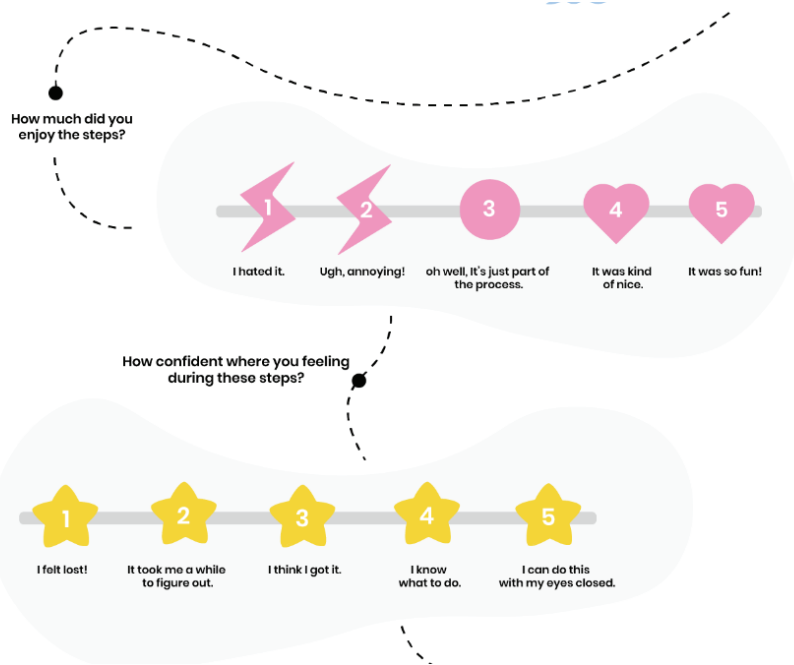 How much did you
enjoy the steps?
1
2
3
4
5
I hated it.
Ugh, annoying!
oh well, It's just part of
the process.
It was kind
of nice.
It was so fun!
How confident where you feeling
during these steps?
1
2
3
4
5
I felt lost!
It took me a while
to figure out.
I think I got it.
I know
what to do.
I can do this
with my eyes closed.